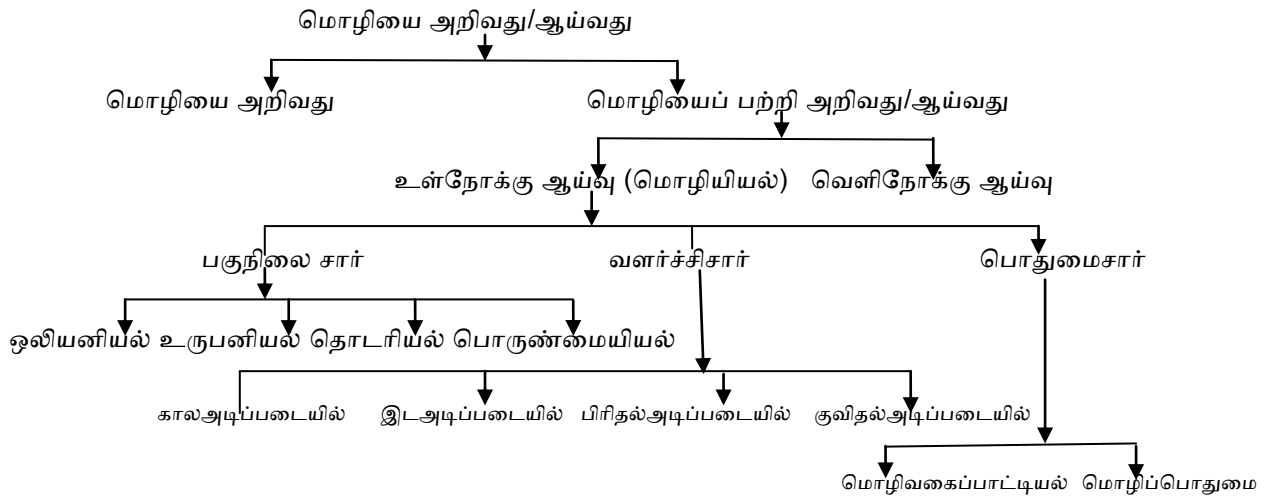 மொழியை அறிவது/ஆய்வது
மொழியை அறிவது மொழியைப் பற்றி அறிவது/ஆய்வது
உள்நோக்கு ஆய்வு (மொழியியல்) வெளிநோக்கு ஆய்வு
பகுநிலை சார் வளர்ச்சிசார் பொதுமைசார்
ஒலியனியல் உருபனியல் தொடரியல் பொருண்மையியல்
காலஅடிப்படையில் இடஅடிப்படையில் பிரிதல்அடிப்படையில் குவிதல்அடிப்படையில்
மொழிவகைப்பாட்டியல் மொழிப்பொதுமை